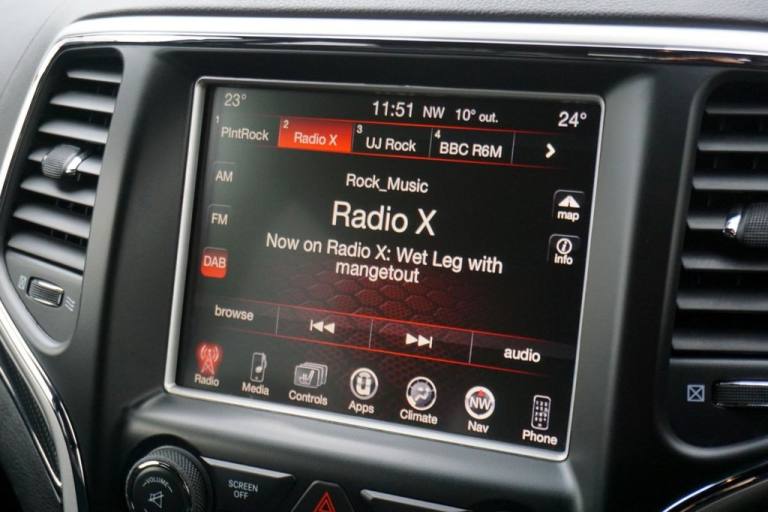 23° 11:51 NW 10° out. 24°
1 PlntRock 2 Radio X 3 UJ Rock 4 BBC R6M
AM
Rock_Music
map
FM
Radio X
info
DAB
Now on Radio X: Wet Leg with
mangetout
browse audio
Radio Media Controls Apps Climate NW Nav Phone
VOLUME
SCREEN
OFF